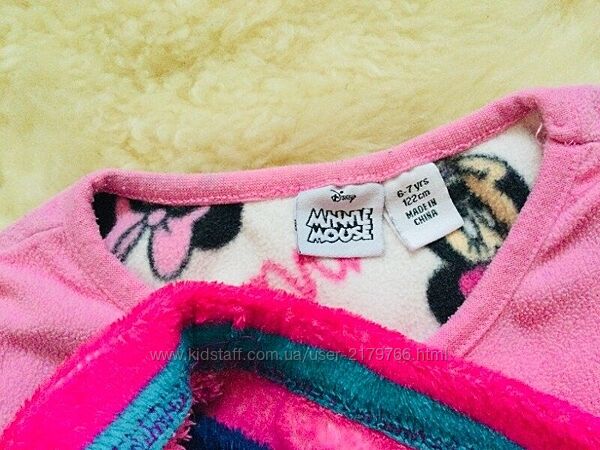 Disney
MINNIE
MOUSE
6-7 yrs
122cm
MADE IN
CHINA
www.kidstaff.com.ua/user-2179766.html